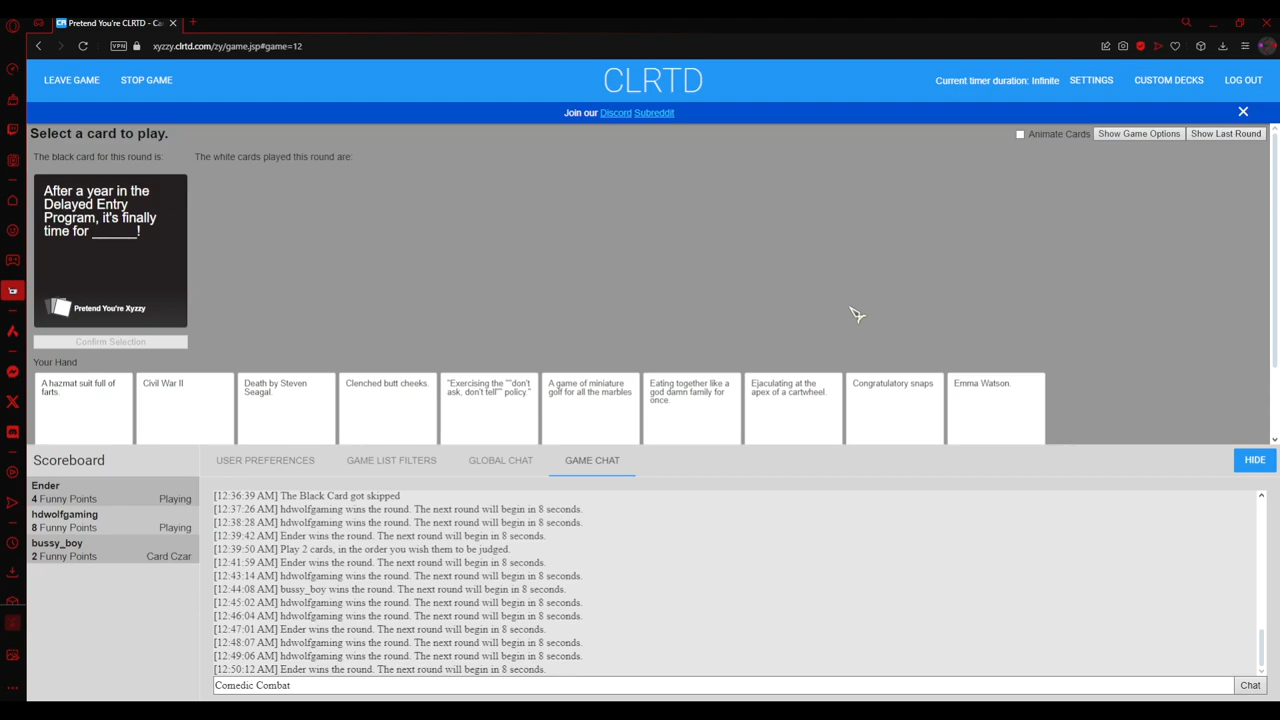 Pretend You're CLRTD - Ca
VPN
xyzzy.clrtd.com/zy/game.jsp#game=12
LEAVE GAME
STOP GAME
CLRTD
Current timer duration: Infinite
SETTINGS
CUSTOM DECKS
LOG OUT
Join our Discord Subreddit
Select a card to play.
Animate Cards
Show Game Options
Show Last Round
The black card for this round is:
The white cards played this round are:
After a year in the
Delayed Entry
Program, it's finally
time for ______!
Pretend You're Xyzzy
Confirm Selection
Your Hand
A hazmat suit full of
farts.
Civil War II
Death by Steven
Seagal.
Clenched butt cheeks.
"Exercising the ""don't
ask, don't tell"" policy."
A game of miniature
golf for all the marbles
Eating together like a
god damn family for
once.
Ejaculating at the
apex of a cartwheel.
Congratulatory snaps
Emma Watson.
Scoreboard
USER PREFERENCES
GAME LIST FILTERS
GLOBAL CHAT
GAME CHAT
HIDE
Ender
4 Funny Points
Playing
hdwolfgaming
8 Funny Points
Playing
bussy_boy
2 Funny Points
Card Czar
[12:36:39 AM] The Black Card got skipped
[12:37:26 AM] hdwolfgaming wins the round. The next round will begin in 8 seconds.
[12:38:28 AM] hdwolfgaming wins the round. The next round will begin in 8 seconds.
[12:39:42 AM] Ender wins the round. The next round will begin in 8 seconds.
[12:39:50 AM] Play 2 cards, in the order you wish them to be judged.
[12:41:59 AM] Ender wins the round. The next round will begin in 8 seconds.
[12:43:14 AM] hdwolfgaming wins the round. The next round will begin in 8 seconds.
[12:44:08 AM] bussy_boy wins the round. The next round will begin in 8 seconds.
[12:45:02 AM] hdwolfgaming wins the round. The next round will begin in 8 seconds.
[12:46:04 AM] hdwolfgaming wins the round. The next round will begin in 8 seconds.
[12:47:01 AM] Ender wins the round. The next round will begin in 8 seconds.
[12:48:07 AM] hdwolfgaming wins the round. The next round will begin in 8 seconds.
[12:49:06 AM] hdwolfgaming wins the round. The next round will begin in 8 seconds.
[12:50:12 AM] Ender wins the round. The next round will begin in 8 seconds.
Comedic Combat
Chat